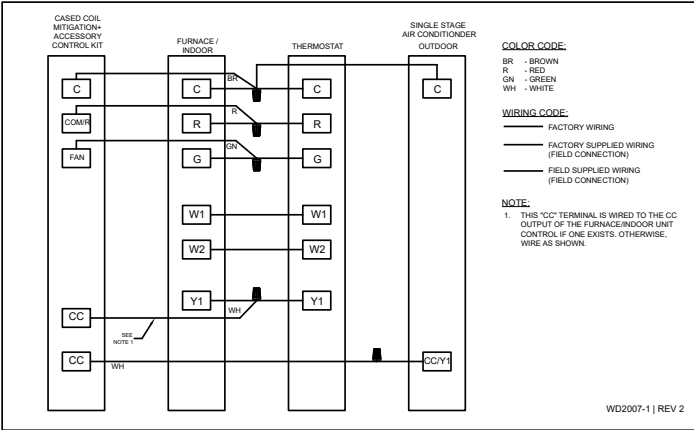 CASED COIL
MITIGATION+
ACCESSORY
CONTROL KIT
FURNACE /
INDOOR
THERMOSTAT
SINGLE STAGE
AIR CONDITIONDER
OUTDOOR
C
COM/R
FAN
CC
CC
C
R
G
W1
W2
Y1
C
R
G
W1
W2
Y1
C
CC/Y1
BR
R
GN
WH
SEE
NOTE 1
WH
COLOR CODE:
BR - BROWN
R - RED
GN - GREEN
WH - WHITE
WIRING CODE:
FACTORY WIRING
FACTORY SUPPLIED WIRING
(FIELD CONNECTION)
FIELD SUPPLIED WIRING
(FIELD CONNECTION)
NOTE:
1. THIS "CC" TERMINAL IS WIRED TO THE CC
OUTPUT OF THE FURNACE/INDOOR UNIT
CONTROL IF ONE EXISTS. OTHERWISE,
WIRE AS SHOWN.
WD2007-1 | REV 2